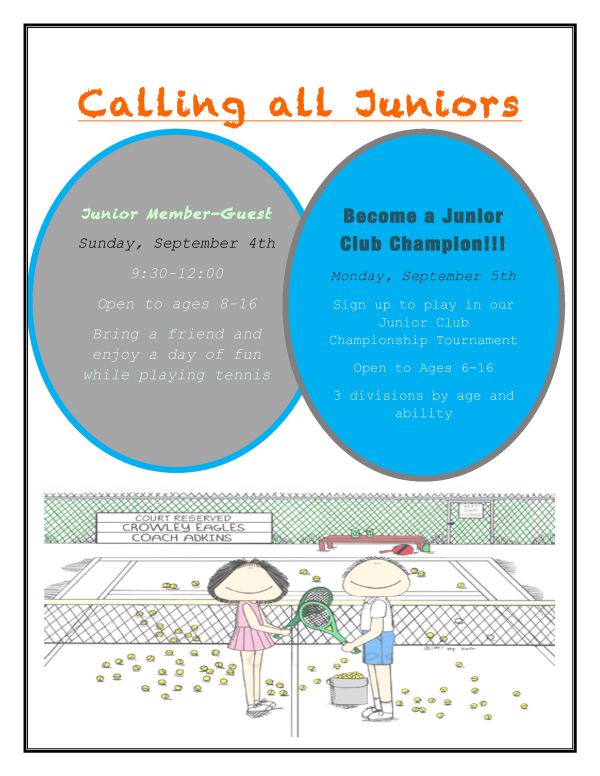 Calling all Juniors
Junior Member-Guest
Sunday, September 4th
9:30-12:00
Open to ages 8-16
Bring a friend and
enjoy a day of fun
while playing tennis
Become a Junior
Club Champion!!!
Monday, September 5th
Sign up to play in our
Junior Club
Championship Tournament
Open to Ages 6-16
3 divisions by age and
ability
COURT RESERVED
CROWLEY EAGLES
COACH ADKINS